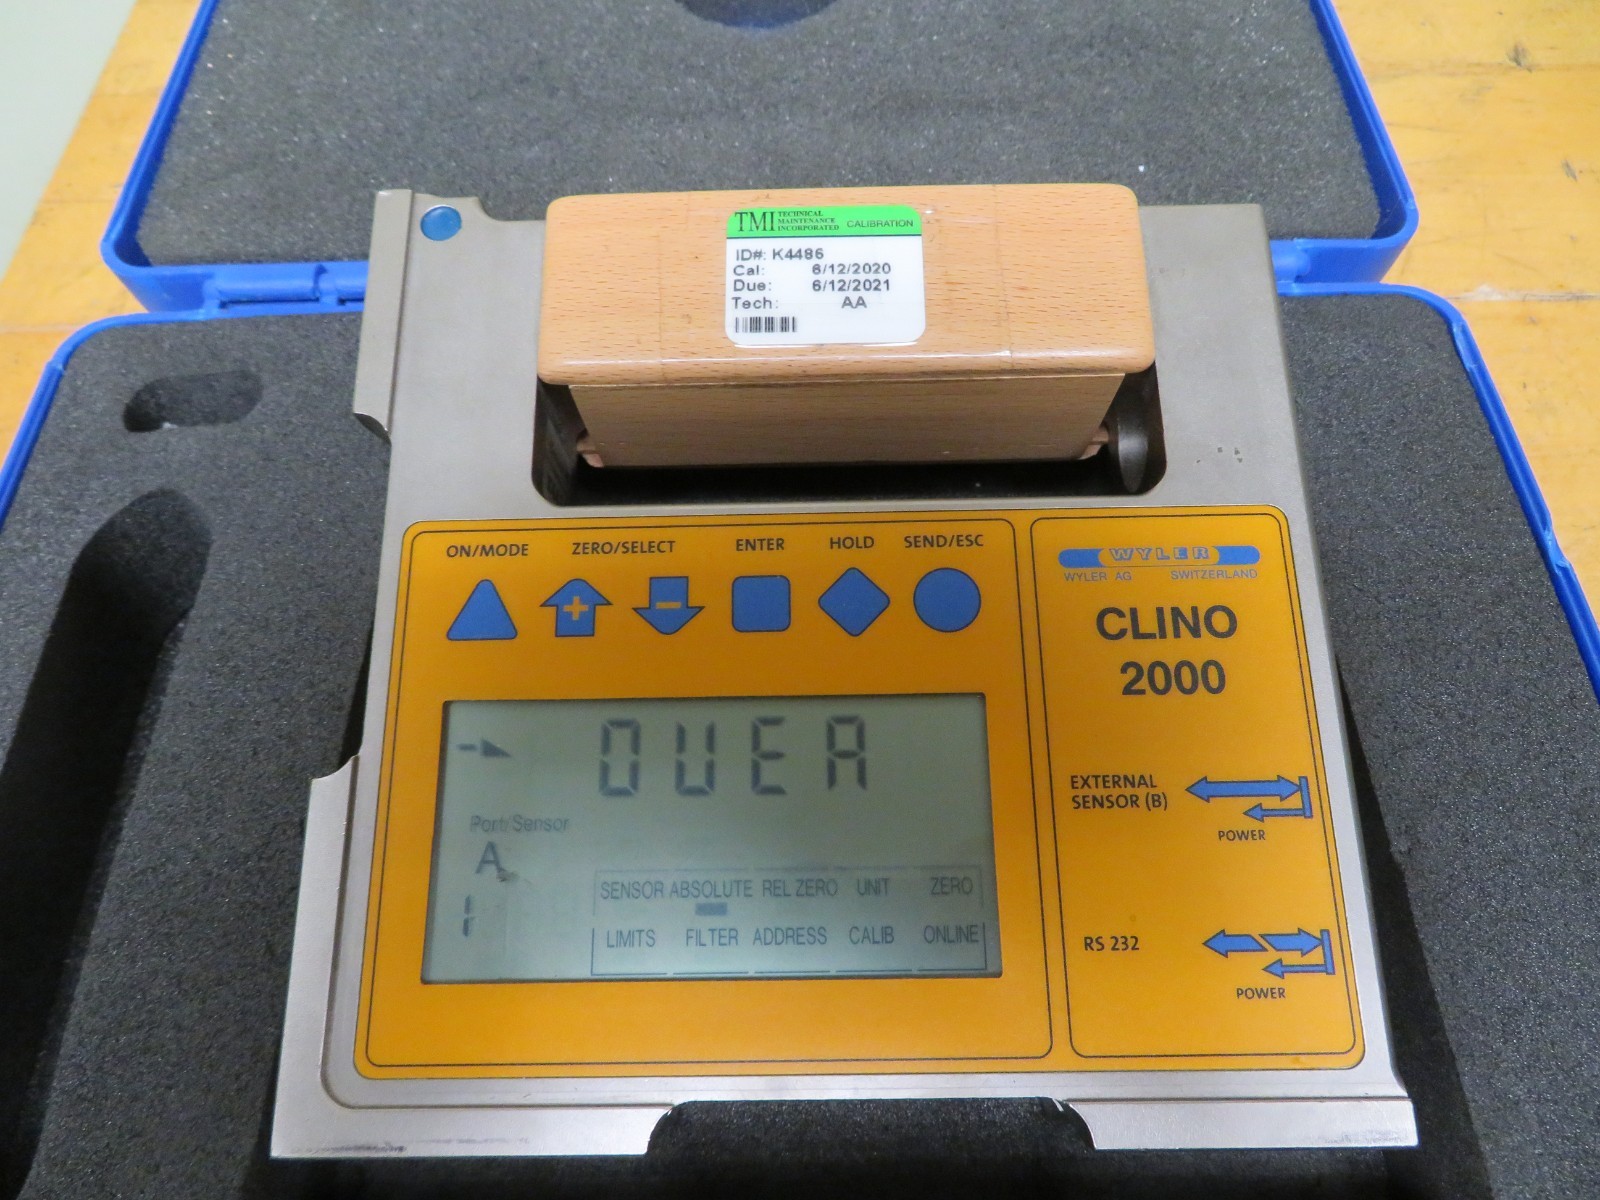 TMI TECHNICAL MAINTENANCE INCORPORATED CALIBRATION
ID#: K4486
Cal: 6/12/2020
Due: 6/12/2021
Tech: AA
ON/MODE ZERO/SELECT ENTER HOLD SEND/ESC
+ −
OVER
Port/Sensor
A
1
SENSOR ABSOLUTE REL ZERO UNIT ZERO
LIMITS FILTER ADDRESS CALIB ONLINE
WYLER
WYLER AG SWITZERLAND
CLINO
2000
EXTERNAL
SENSOR (B)
POWER
RS 232
POWER